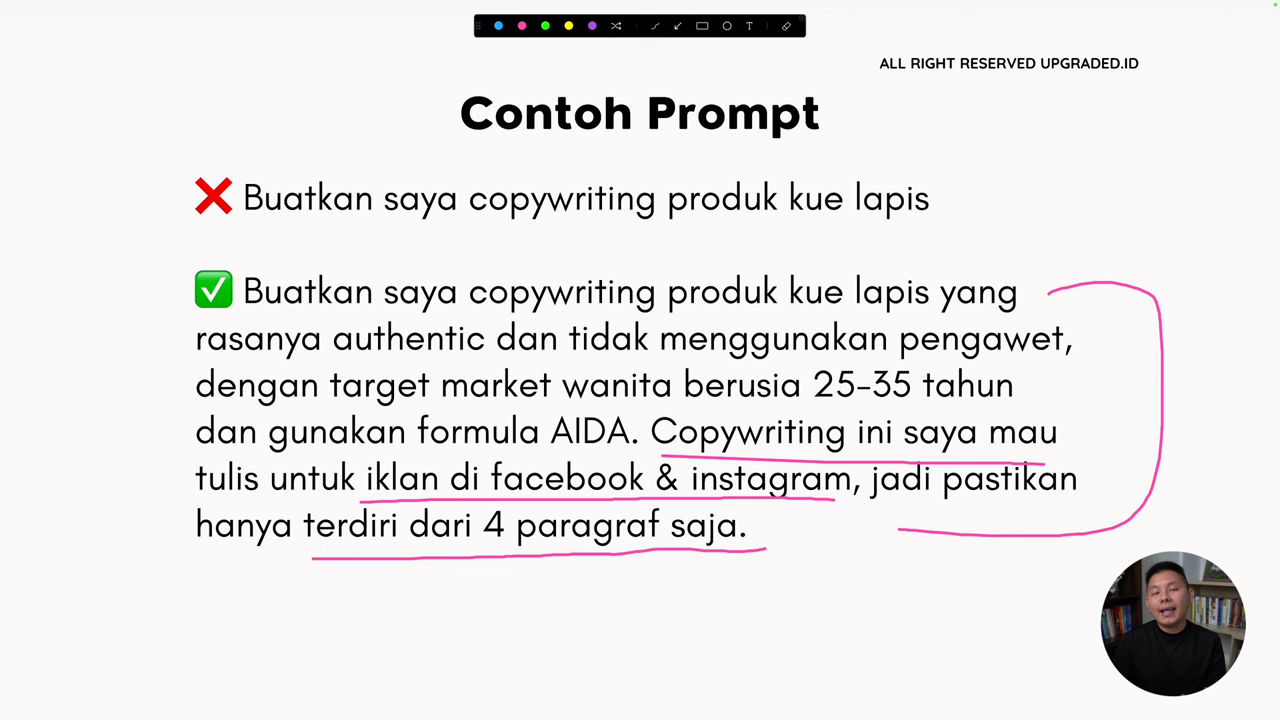 ALL RIGHT RESERVED UPGRADED.ID
Contoh Prompt
❌ Buatkan saya copywriting produk kue lapis
✅ Buatkan saya copywriting produk kue lapis yang
rasanya authentic dan tidak menggunakan pengawet,
dengan target market wanita berusia 25-35 tahun
dan gunakan formula AIDA. Copywriting ini saya mau
tulis untuk iklan di facebook & instagram, jadi pastikan
hanya terdiri dari 4 paragraf saja.